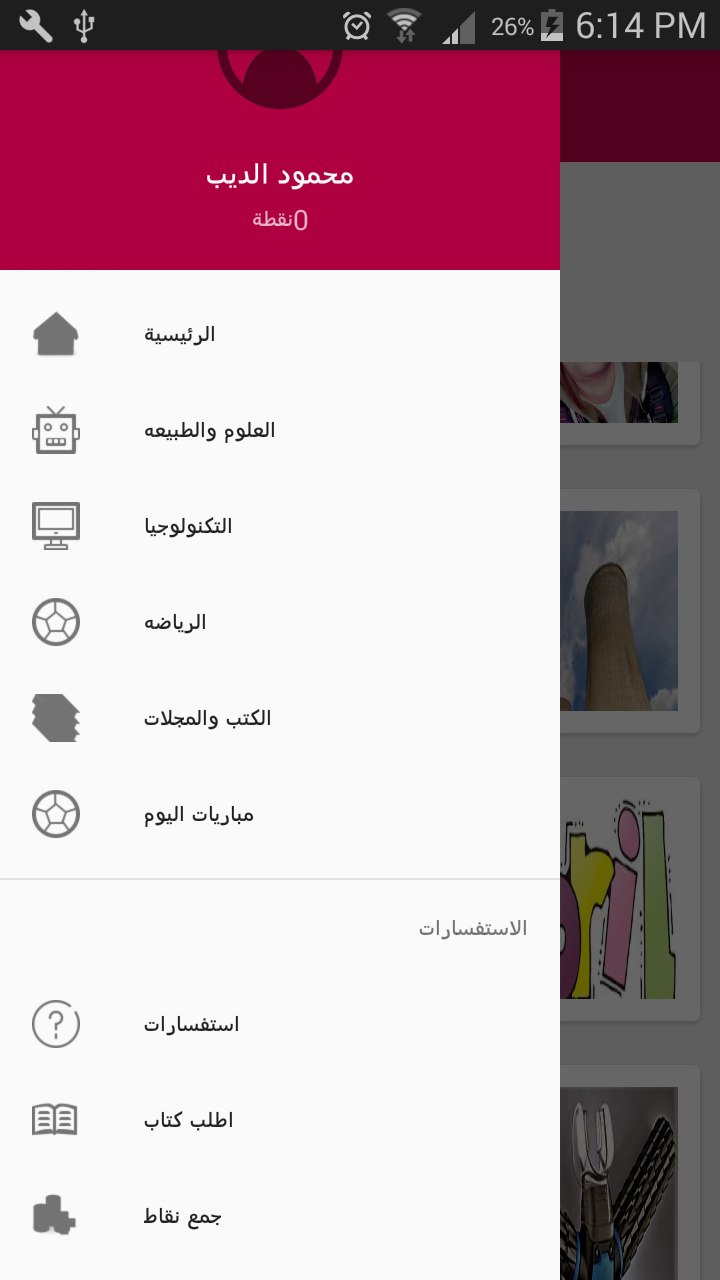 26% 6:14 PM
محمود الديب
0نقطة
الرئيسية
العلوم والطبيعه
التكنولوجيا
الرياضه
الكتب والمجلات
مباريات اليوم
الاستفسارات
استفسارات
اطلب كتاب
جمع نقاط
ril